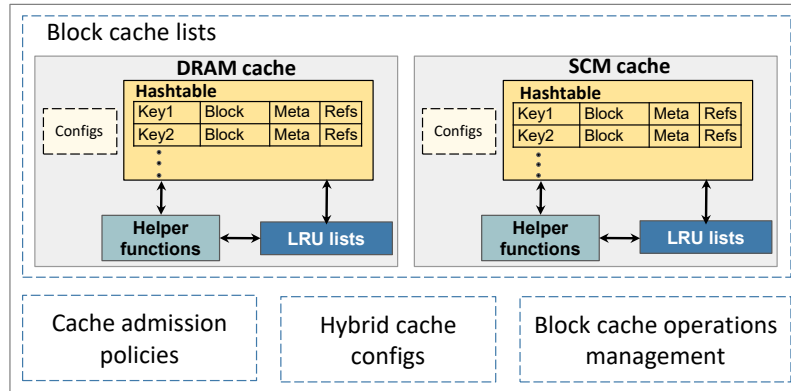 Block cache lists
DRAM cache
Hashtable
Key1 Block Meta Refs
Key2 Block Meta Refs
Configs
Helper
functions
LRU lists
SCM cache
Hashtable
Key1 Block Meta Refs
Key2 Block Meta Refs
Configs
Helper
functions
LRU lists
Cache admission
policies
Hybrid cache
configs
Block cache operations
management